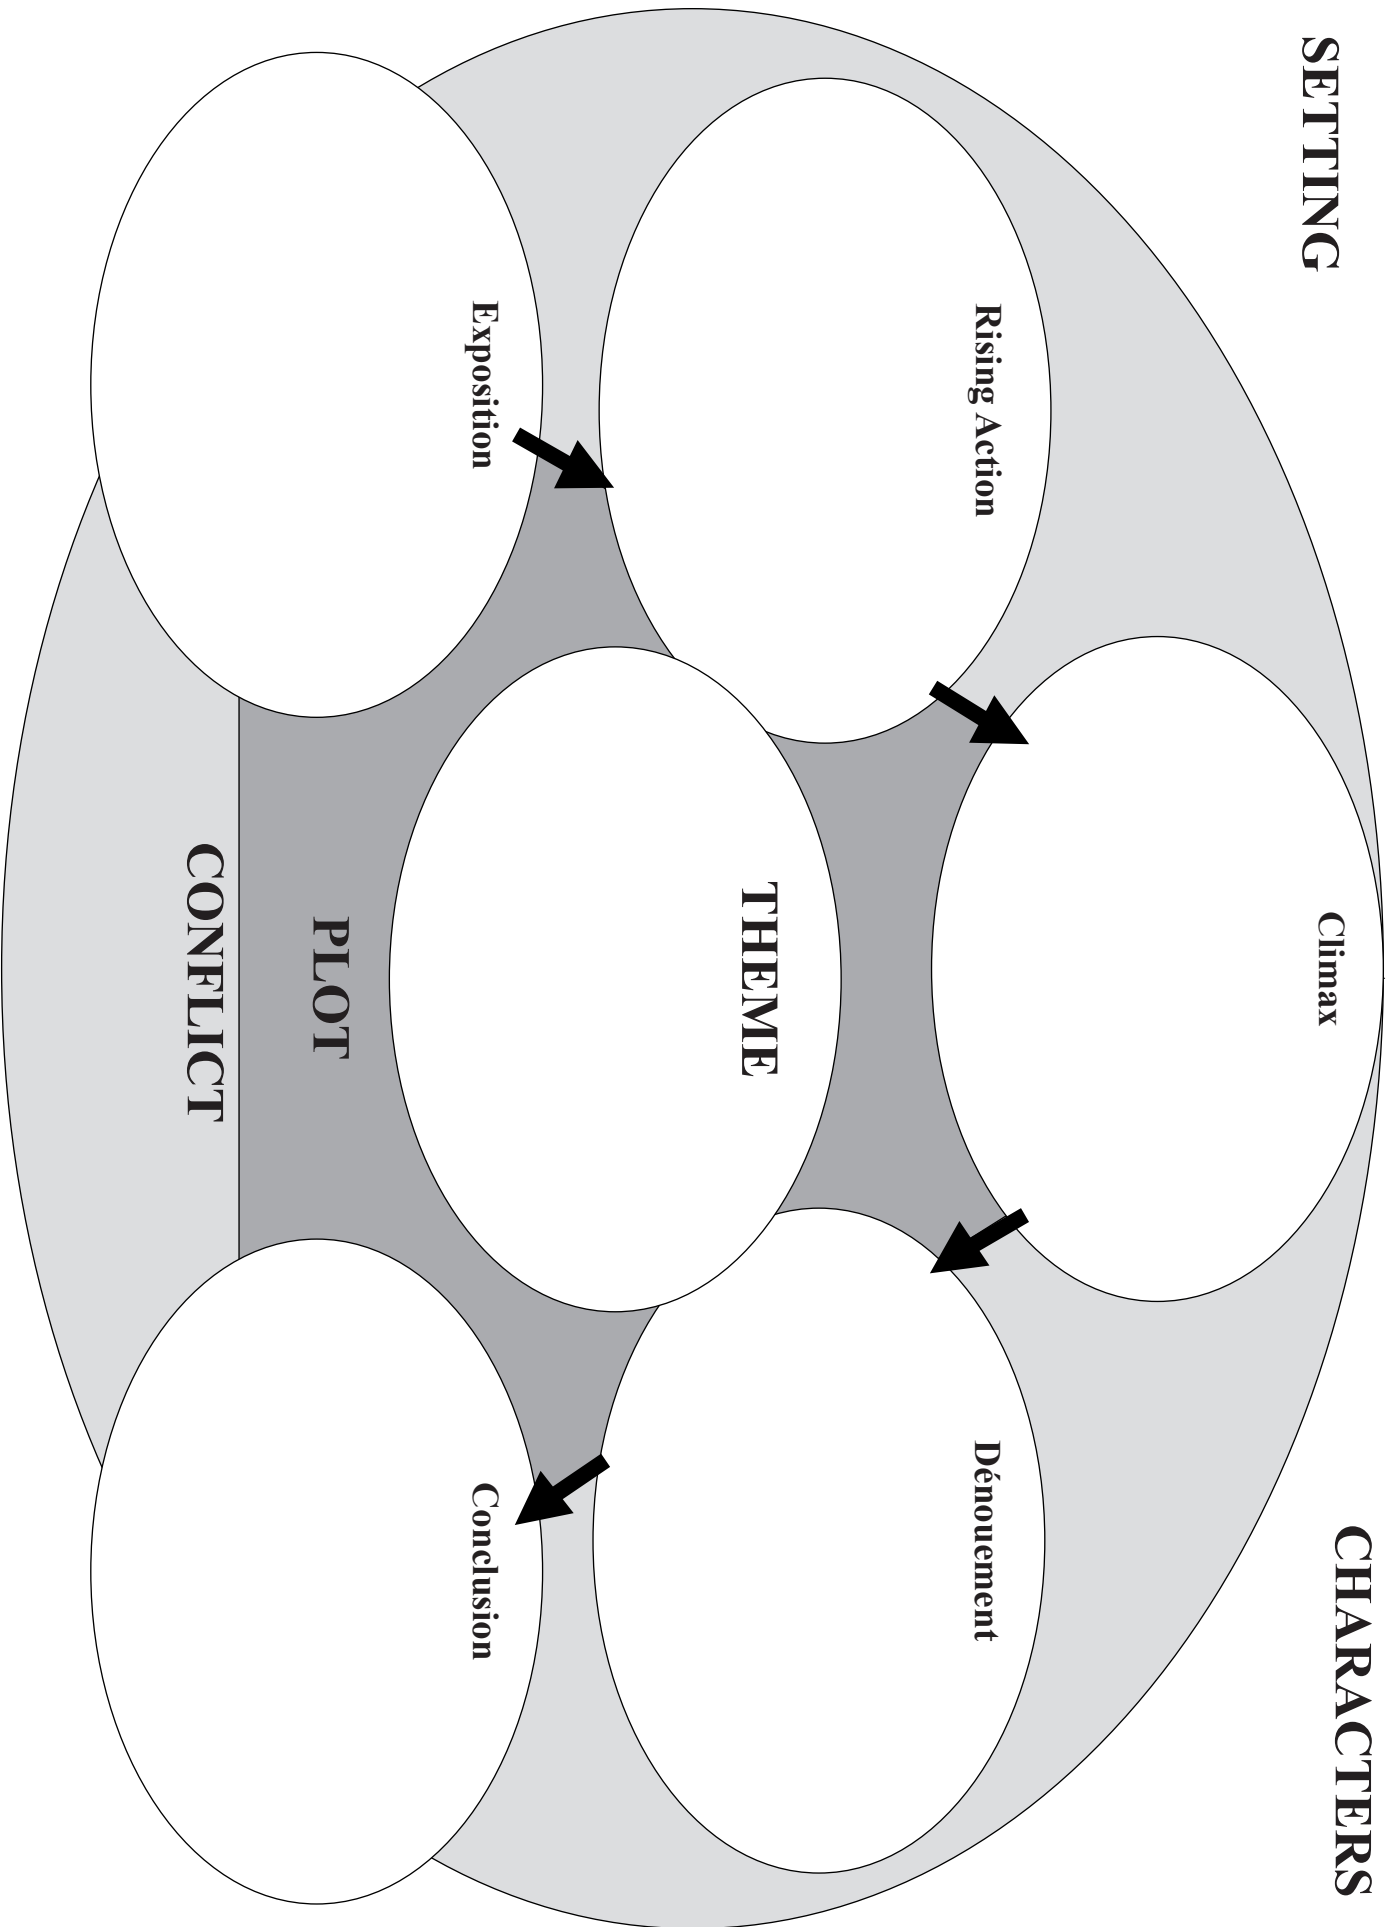 SETTING
CHARACTERS
Climax
Rising Action
Dénouement
THEME
Exposition
Conclusion
PLOT
CONFLICT